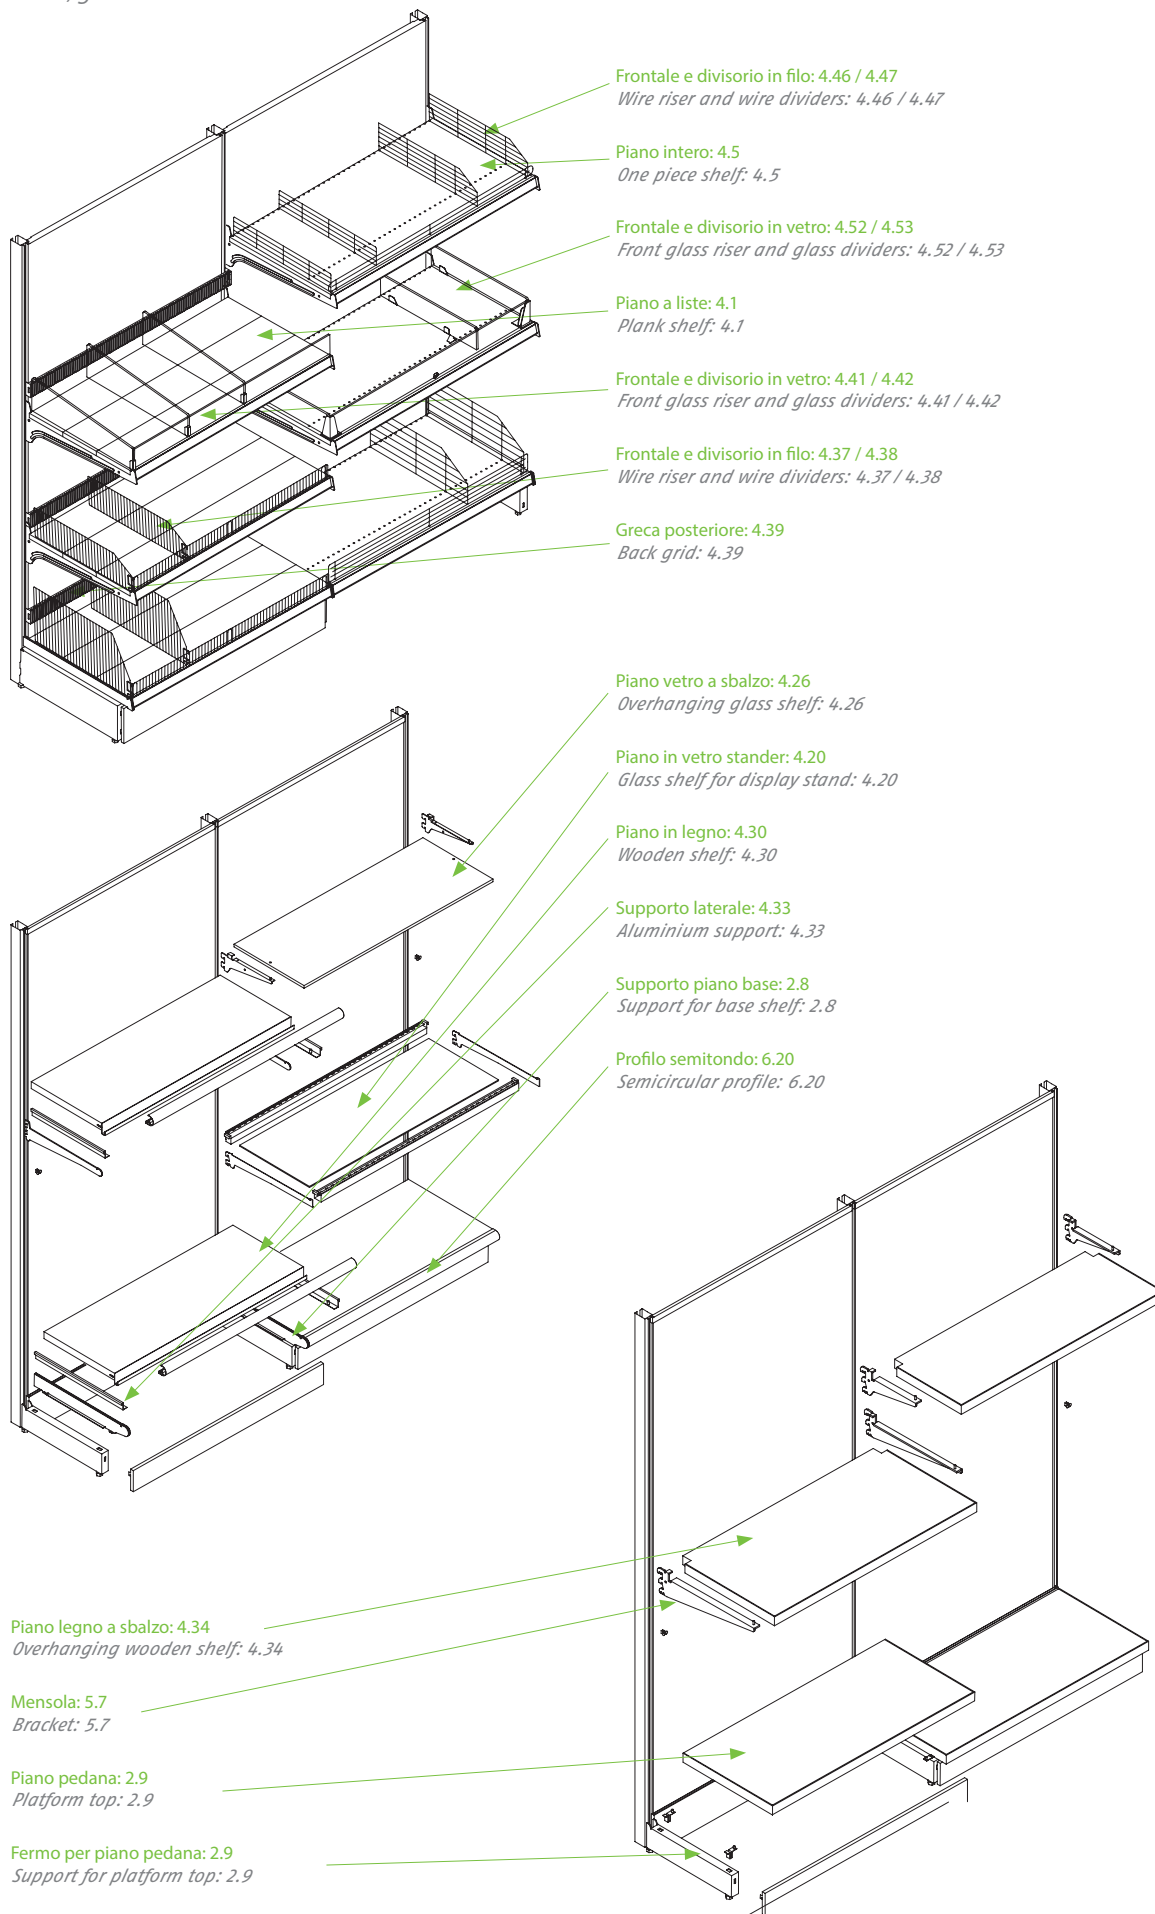 Frontale e divisorio in filo: 4.46 / 4.47
Wire riser and wire dividers: 4.46 / 4.47
Piano intero: 4.5
One piece shelf: 4.5
Frontale e divisorio in vetro: 4.52 / 4.53
Front glass riser and glass dividers: 4.52 / 4.53
Piano a liste: 4.1
Plank shelf: 4.1
Frontale e divisorio in vetro: 4.41 / 4.42
Front glass riser and glass dividers: 4.41 / 4.42
Frontale e divisorio in filo: 4.37 / 4.38
Wire riser and wire dividers: 4.37 / 4.38
Greca posteriore: 4.39
Back grid: 4.39
Piano vetro a sbalzo: 4.26
Overhanging glass shelf: 4.26
Piano in vetro stander: 4.20
Glass shelf for display stand: 4.20
Piano in legno: 4.30
Wooden shelf: 4.30
Supporto laterale: 4.33
Aluminium support: 4.33
Supporto piano base: 2.8
Support for base shelf: 2.8
Profilo semitondo: 6.20
Semicircular profile: 6.20
Piano legno a sbalzo: 4.34
Overhanging wooden shelf: 4.34
Mensola: 5.7
Bracket: 5.7
Piano pedana: 2.9
Platform top: 2.9
Fermo per piano pedana: 2.9
Support for platform top: 2.9